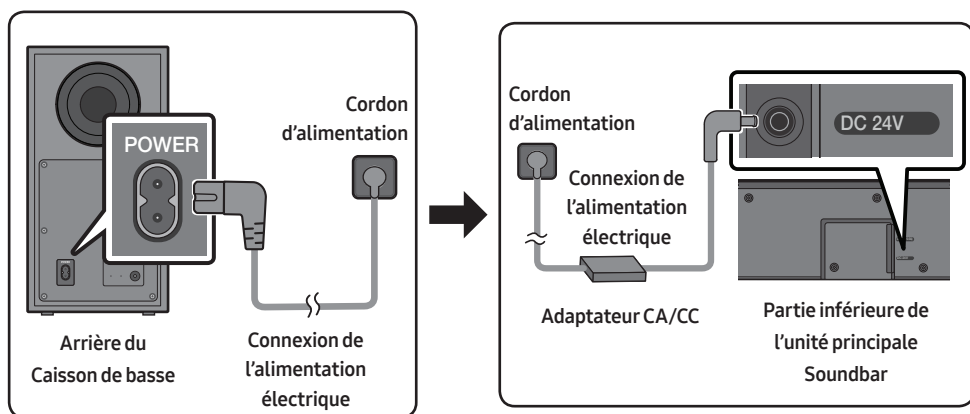 POWER
Cordon
d'alimentation
Arrière du
Caisson de basse
Connexion de
l'alimentation
électrique
Cordon
d'alimentation
Connexion de
l'alimentation
électrique
Adaptateur CA/CC
DC 24V
Partie inférieure de
l'unité principale
Soundbar